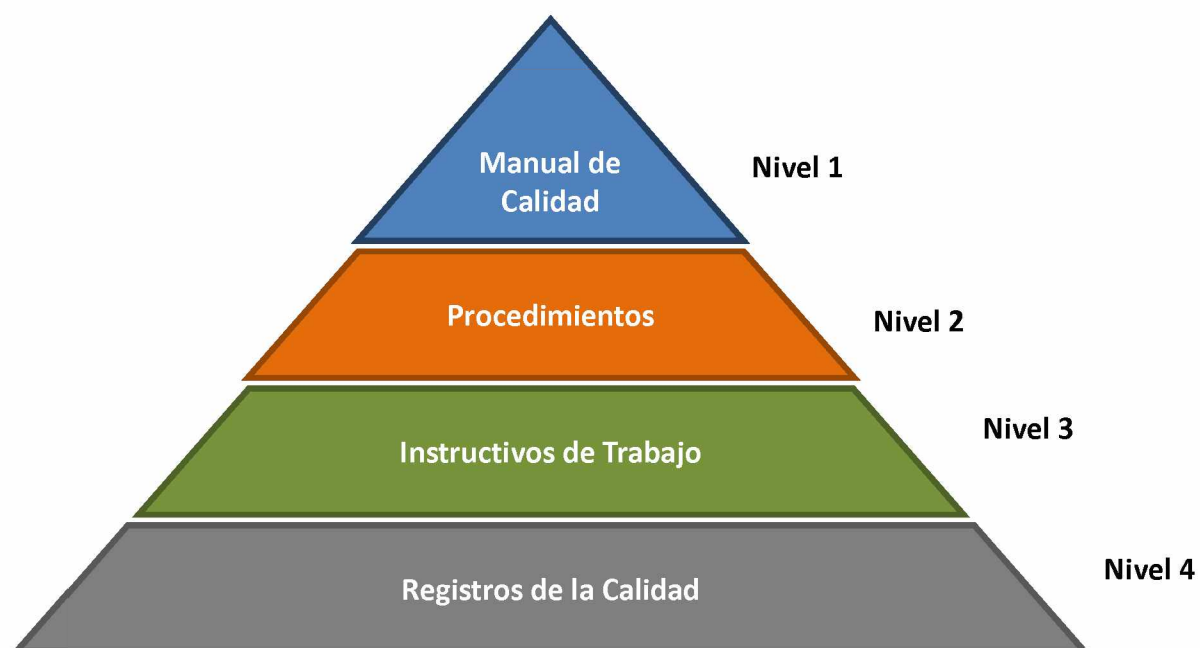 Manual de
Calidad
Nivel 1
Procedimientos
Nivel 2
Instructivos de Trabajo
Nivel 3
Registros de la Calidad
Nivel 4